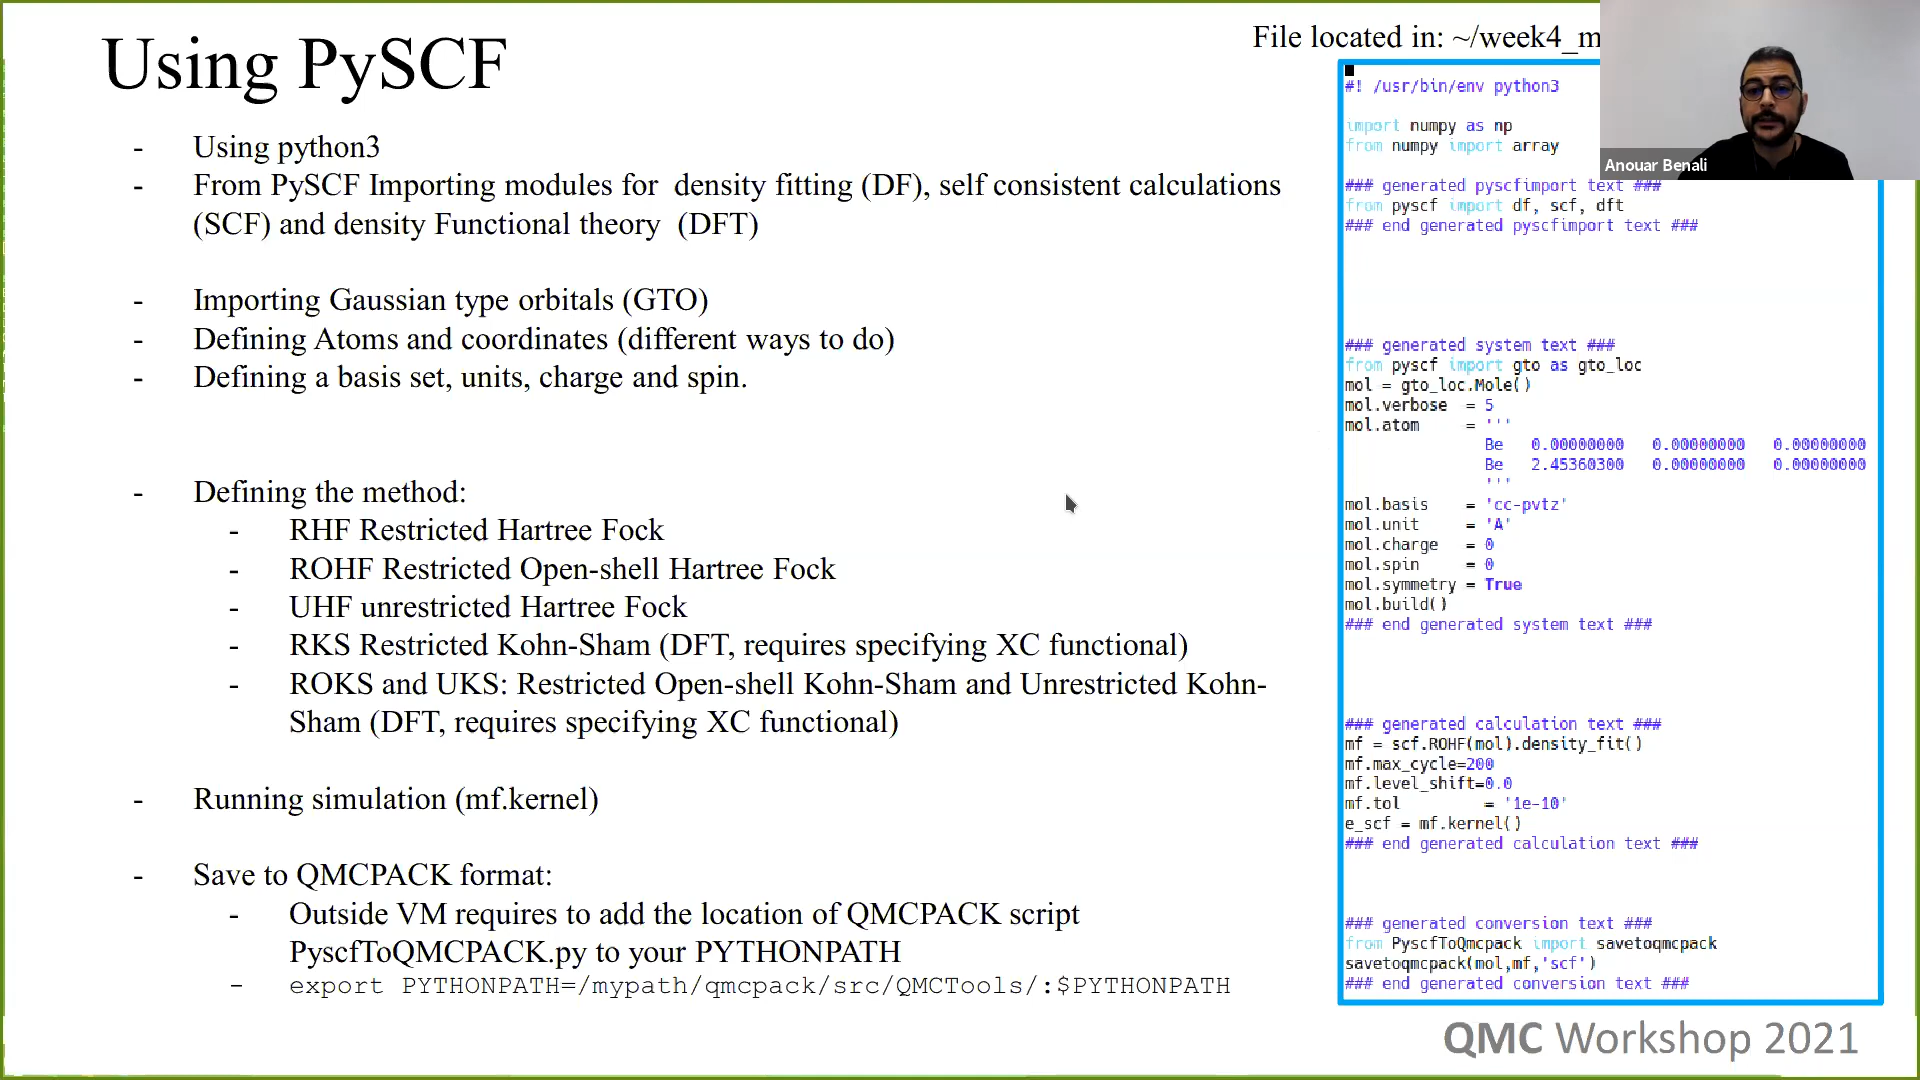 Using PySCF
- Using python3
- From PySCF Importing modules for density fitting (DF), self consistent calculations
(SCF) and density Functional theory (DFT)
- Importing Gaussian type orbitals (GTO)
- Defining Atoms and coordinates (different ways to do)
- Defining a basis set, units, charge and spin.
- Defining the method:
- RHF Restricted Hartree Fock
- ROHF Restricted Open-shell Hartree Fock
- UHF unrestricted Hartree Fock
- RKS Restricted Kohn-Sham (DFT, requires specifying XC functional)
- ROKS and UKS: Restricted Open-shell Kohn-Sham and Unrestricted Kohn-
Sham (DFT, requires specifying XC functional)
- Running simulation (mf.kernel)
- Save to QMCPACK format:
- Outside VM requires to add the location of QMCPACK script
PyscfToQMCPACK.py to your PYTHONPATH
- export PYTHONPATH=/mypath/qmcpack/src/QMCTools/:$PYTHONPATH
File located in: ~/week4_m
#! /usr/bin/env python3
import numpy as np
from numpy import array
### generated pyscfimport text ###
from pyscf import df, scf, dft
### end generated pyscfimport text ###
### generated system text ###
from pyscf import gto as gto_loc
mol = gto_loc.Mole()
mol.verbose = 5
mol.atom = '''
Be 0.00000000 0.00000000 0.00000000
Be 2.45360300 0.00000000 0.00000000
'''
mol.basis = 'cc-pvtz'
mol.unit = 'A'
mol.charge = 0
mol.spin = 0
mol.symmetry = True
mol.build()
### end generated system text ###
### generated calculation text ###
mf = scf.ROHF(mol).density_fit()
mf.max_cycle=200
mf.level_shift=0.0
mf.tol = '1e-10'
e_scf = mf.kernel()
### end generated calculation text ###
### generated conversion text ###
from PyscfToQmcpack import savetoqmcpack
savetoqmcpack(mol,mf,'scf')
### end generated conversion text ###
Anouar Benali
QMC Workshop 2021